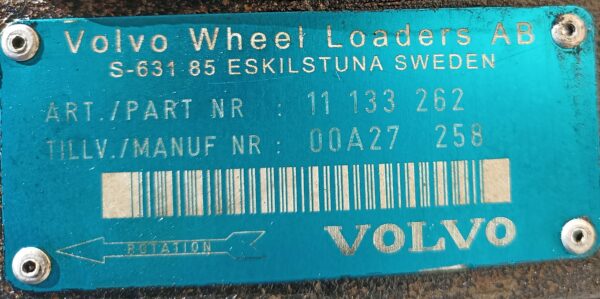 Volvo Wheel Loaders AB
S-631 85 ESKILSTUNA SWEDEN
ART./PART NR : 11 133 262
TILLV./MANUF NR : 00A27 258
ROTATION
VOLVO